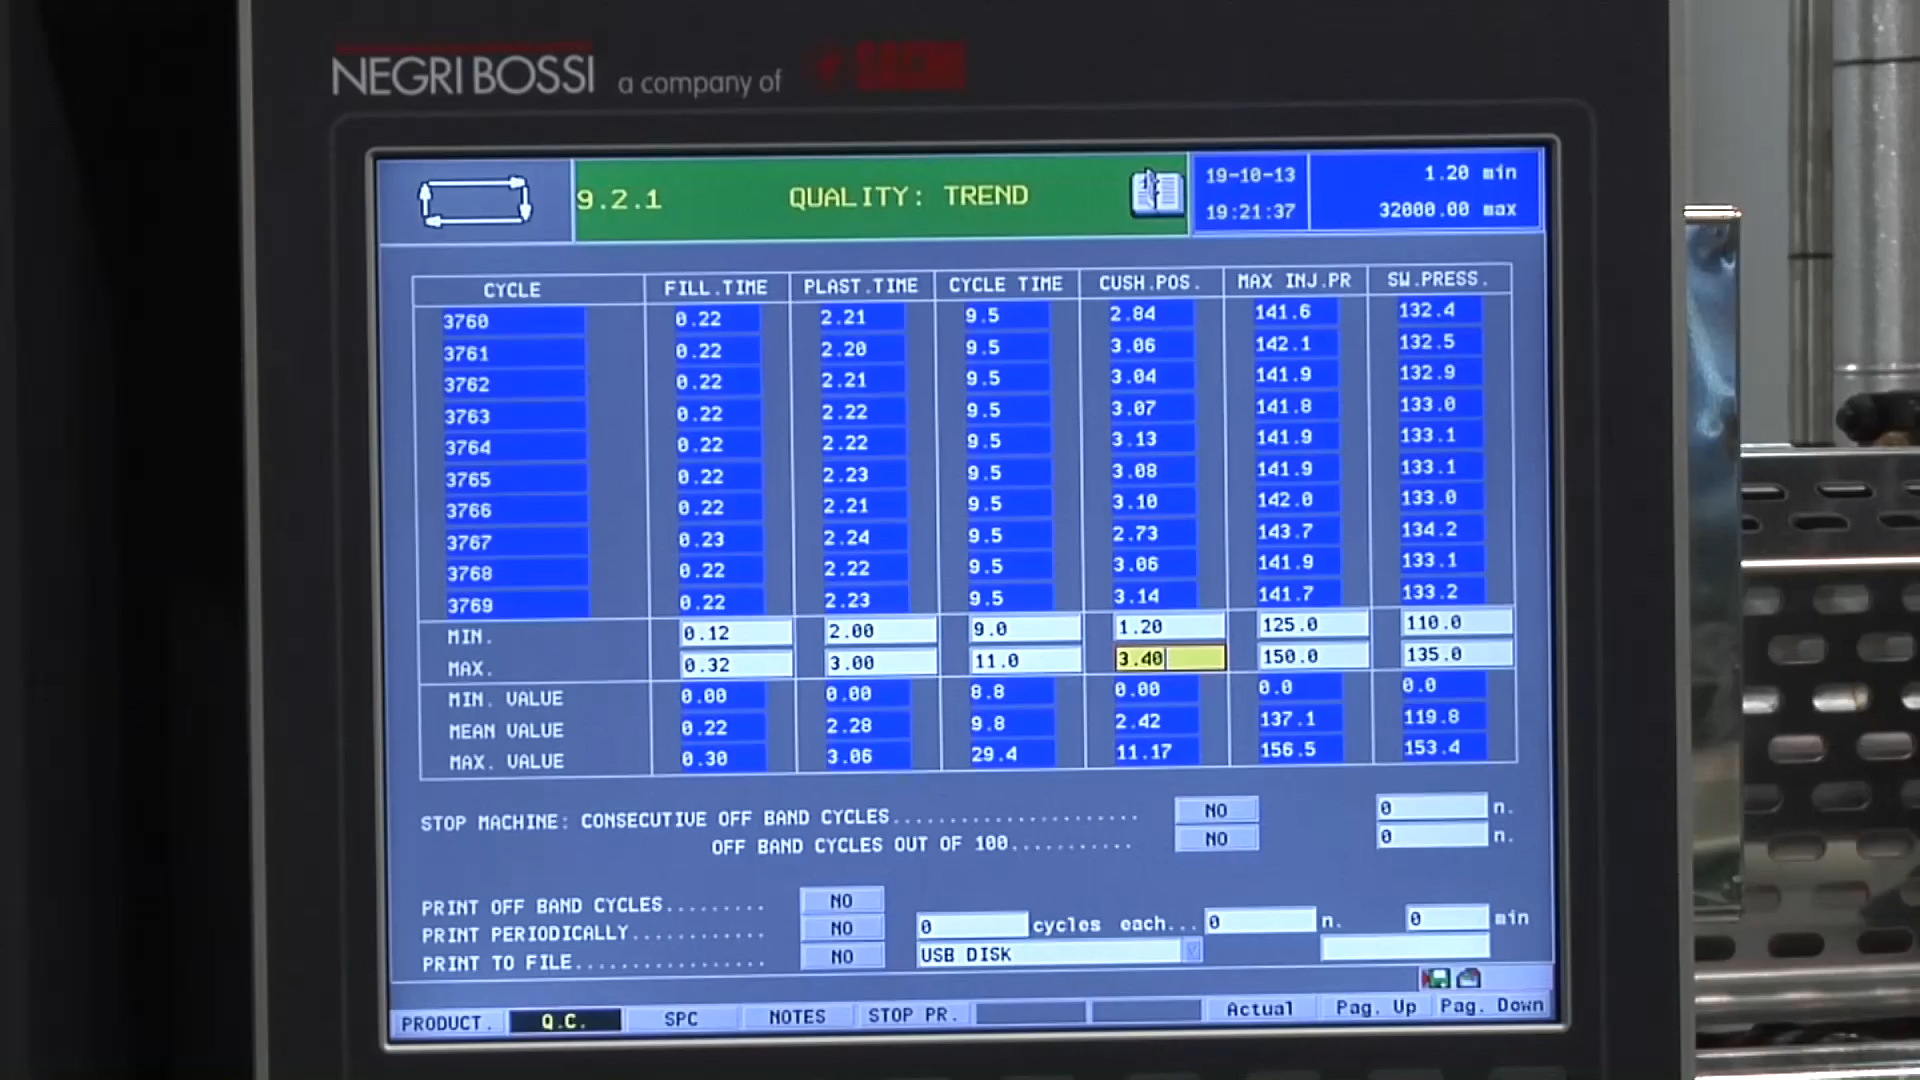 NEGRI BOSSI a company of SACMI
9.2.1 QUALITY: TREND 19-10-13 1.20 min
19:21:37 32000.00 max
CYCLE FILL.TIME PLAST.TIME CYCLE TIME CUSH.POS. MAX INJ.PR SW.PRESS.
3760 0.22 2.21 9.5 2.84 141.6 132.4
3761 0.22 2.20 9.5 3.06 142.1 132.5
3762 0.22 2.21 9.5 3.04 141.9 132.9
3763 0.22 2.22 9.5 3.07 141.8 133.0
3764 0.22 2.22 9.5 3.13 141.9 133.1
3765 0.22 2.23 9.5 3.08 141.9 133.1
3766 0.22 2.21 9.5 3.10 142.0 133.0
3767 0.23 2.24 9.5 2.73 143.7 134.2
3768 0.22 2.22 9.5 3.06 141.9 133.1
3769 0.22 2.23 9.5 3.14 141.7 133.2
MIN. 0.12 2.00 9.0 1.20 125.0 110.0
MAX. 0.32 3.00 11.0 3.40 150.0 135.0
MIN. VALUE 0.00 0.00 8.8 0.00 0.0 0.0
MEAN VALUE 0.22 2.28 9.8 2.42 137.1 119.8
MAX. VALUE 0.30 3.06 29.4 11.17 156.5 153.4
STOP MACHINE: CONSECUTIVE OFF BAND CYCLES...................... NO 0 n.
OFF BAND CYCLES OUT OF 100........... NO 0 n.
PRINT OFF BAND CYCLES......... NO
PRINT PERIODICALLY............ NO 0 cycles each... 0 n. 0 min
PRINT TO FILE................. NO USB DISK
PRODUCT. Q.C. SPC NOTES STOP PR. Actual Pag. Up Pag. Down